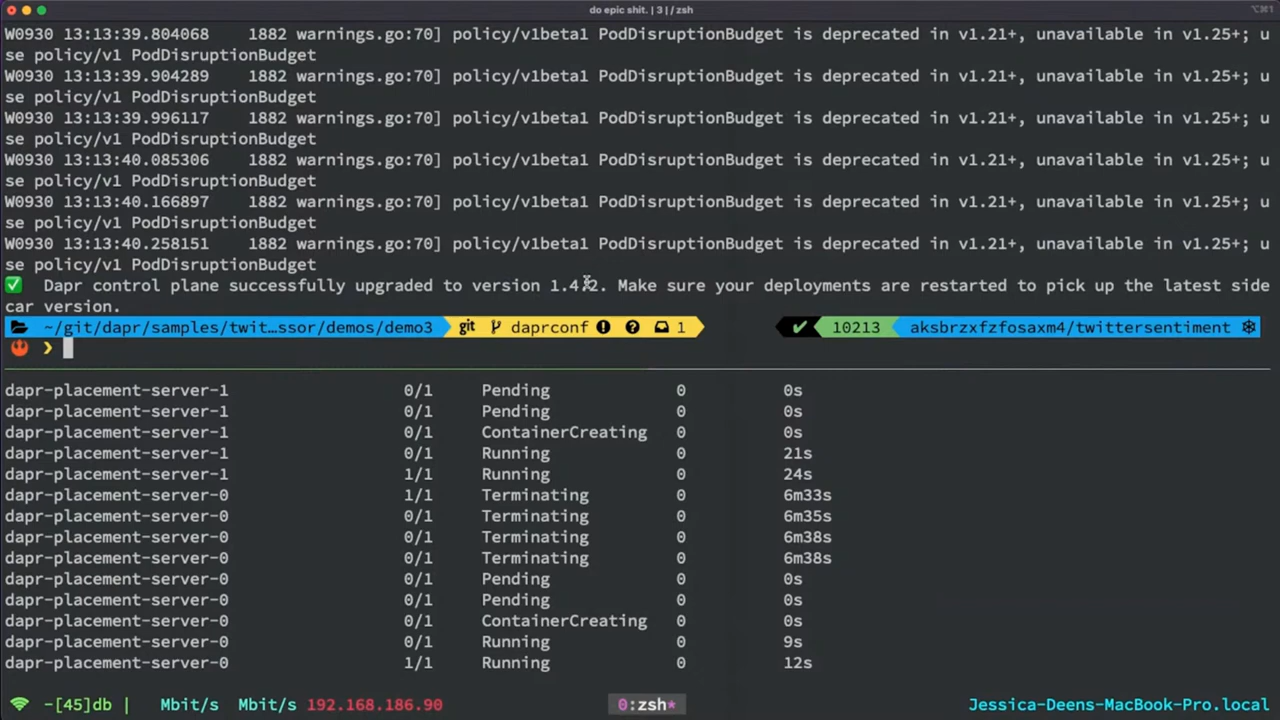 do epic shit. | 3 | / zsh
⌥⌘1
W0930 13:13:39.804068    1882 warnings.go:70] policy/v1beta1 PodDisruptionBudget is deprecated in v1.21+, unavailable in v1.25+; u
se policy/v1 PodDisruptionBudget
W0930 13:13:39.904289    1882 warnings.go:70] policy/v1beta1 PodDisruptionBudget is deprecated in v1.21+, unavailable in v1.25+; u
se policy/v1 PodDisruptionBudget
W0930 13:13:39.996117    1882 warnings.go:70] policy/v1beta1 PodDisruptionBudget is deprecated in v1.21+, unavailable in v1.25+; u
se policy/v1 PodDisruptionBudget
W0930 13:13:40.085306    1882 warnings.go:70] policy/v1beta1 PodDisruptionBudget is deprecated in v1.21+, unavailable in v1.25+; u
se policy/v1 PodDisruptionBudget
W0930 13:13:40.166897    1882 warnings.go:70] policy/v1beta1 PodDisruptionBudget is deprecated in v1.21+, unavailable in v1.25+; u
se policy/v1 PodDisruptionBudget
W0930 13:13:40.258151    1882 warnings.go:70] policy/v1beta1 PodDisruptionBudget is deprecated in v1.21+, unavailable in v1.25+; u
se policy/v1 PodDisruptionBudget
✅ Dapr control plane successfully upgraded to version 1.4.2. Make sure your deployments are restarted to pick up the latest side
car version.
~/git/dapr/samples/twit…ssor/demos/demo3 git daprconf ! ? 1 ✔ 10213 aksbrzxfzfosaxm4/twittersentiment
❯
dapr-placement-server-1 0/1 Pending 0 0s
dapr-placement-server-1 0/1 Pending 0 0s
dapr-placement-server-1 0/1 ContainerCreating 0 0s
dapr-placement-server-1 0/1 Running 0 21s
dapr-placement-server-1 1/1 Running 0 24s
dapr-placement-server-0 1/1 Terminating 0 6m33s
dapr-placement-server-0 0/1 Terminating 0 6m35s
dapr-placement-server-0 0/1 Terminating 0 6m38s
dapr-placement-server-0 0/1 Terminating 0 6m38s
dapr-placement-server-0 0/1 Pending 0 0s
dapr-placement-server-0 0/1 Pending 0 0s
dapr-placement-server-0 0/1 ContainerCreating 0 0s
dapr-placement-server-0 0/1 Running 0 9s
dapr-placement-server-0 1/1 Running 0 12s
-[45]db | Mbit/s Mbit/s 192.168.186.90 0:zsh* Jessica-Deens-MacBook-Pro.local